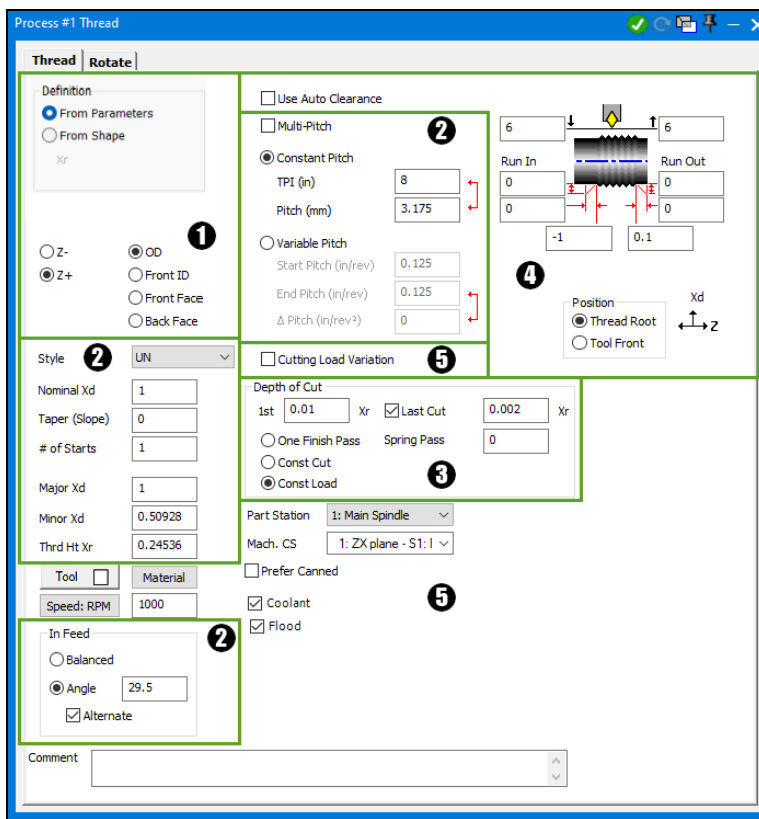 Process #1 Thread
Thread Rotate
Definition
From Parameters
From Shape
Xr
1
Z- OD
Z+ Front ID
Front Face
Back Face
Use Auto Clearance
Multi-Pitch 2
Constant Pitch
TPI (in) 8
Pitch (mm) 3.175
Variable Pitch
Start Pitch (in/rev) 0.125
End Pitch (in/rev) 0.125
Δ Pitch (in/rev²) 0
6 6
Run In Run Out
0 0
0 0
-1 0.1
4
Position Xd
Thread Root Z
Tool Front
Style 2 UN
Nominal Xd 1
Taper (Slope) 0
# of Starts 1
Major Xd 1
Minor Xd 0.50928
Thrd Ht Xr 0.24536
Cutting Load Variation 5
Depth of Cut
1st 0.01 Xr Last Cut 0.002 Xr
One Finish Pass Spring Pass 0
Const Cut
Const Load 3
Part Station 1: Main Spindle
Mach. CS 1: ZX plane - S1: I
Prefer Canned
Coolant 5
Flood
Tool Material
Speed: RPM 1000
In Feed 2
Balanced
Angle 29.5
Alternate
Comment